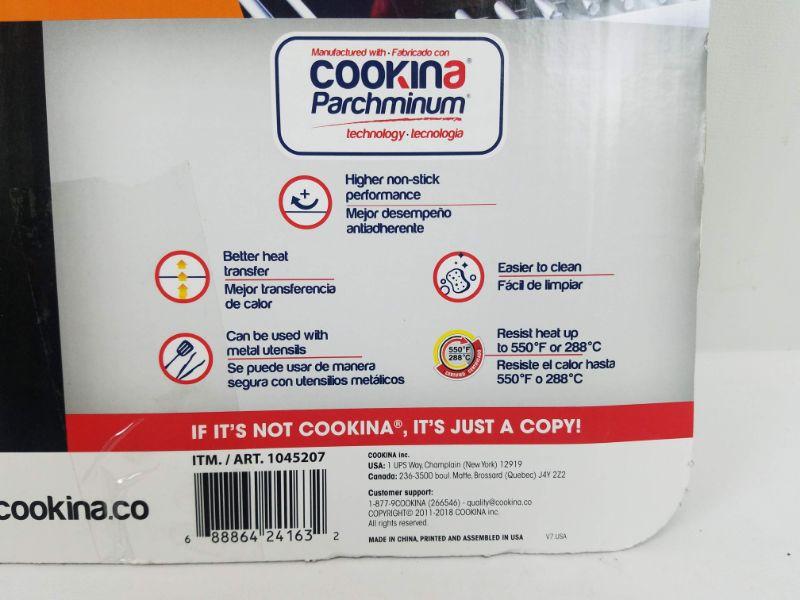 Manufactured with · Fabricado con
COOKINA®
Parchminum®
technology · tecnología
Higher non-stick
performance
Mejor desempeño
antiadherente
Better heat
transfer
Mejor transferencia
de calor
Easier to clean
Fácil de limpiar
Can be used with
metal utensils
Se puede usar de manera
segura con utensilios metálicos
550°F
288°C
CERTIFIED CERTIFICADO
Resist heat up
to 550°F or 288°C
Resiste el calor hasta
550°F o 288°C
IF IT'S NOT COOKINA®, IT'S JUST A COPY!
ITM. / ART. 1045207
6 88864 24163 2
cookina.co
COOKINA inc.
USA: 1 UPS Way, Champlain (New York) 12919
Canada: 236-3500 boul. Matte, Brossard (Quebec) J4Y 2Z2
Customer support:
1-877-9COOKINA (266546) - quality@cookina.co
COPYRIGHT© 2011-2018 COOKINA inc.
All rights reserved.
MADE IN CHINA, PRINTED AND ASSEMBLED IN USA
V7.USA